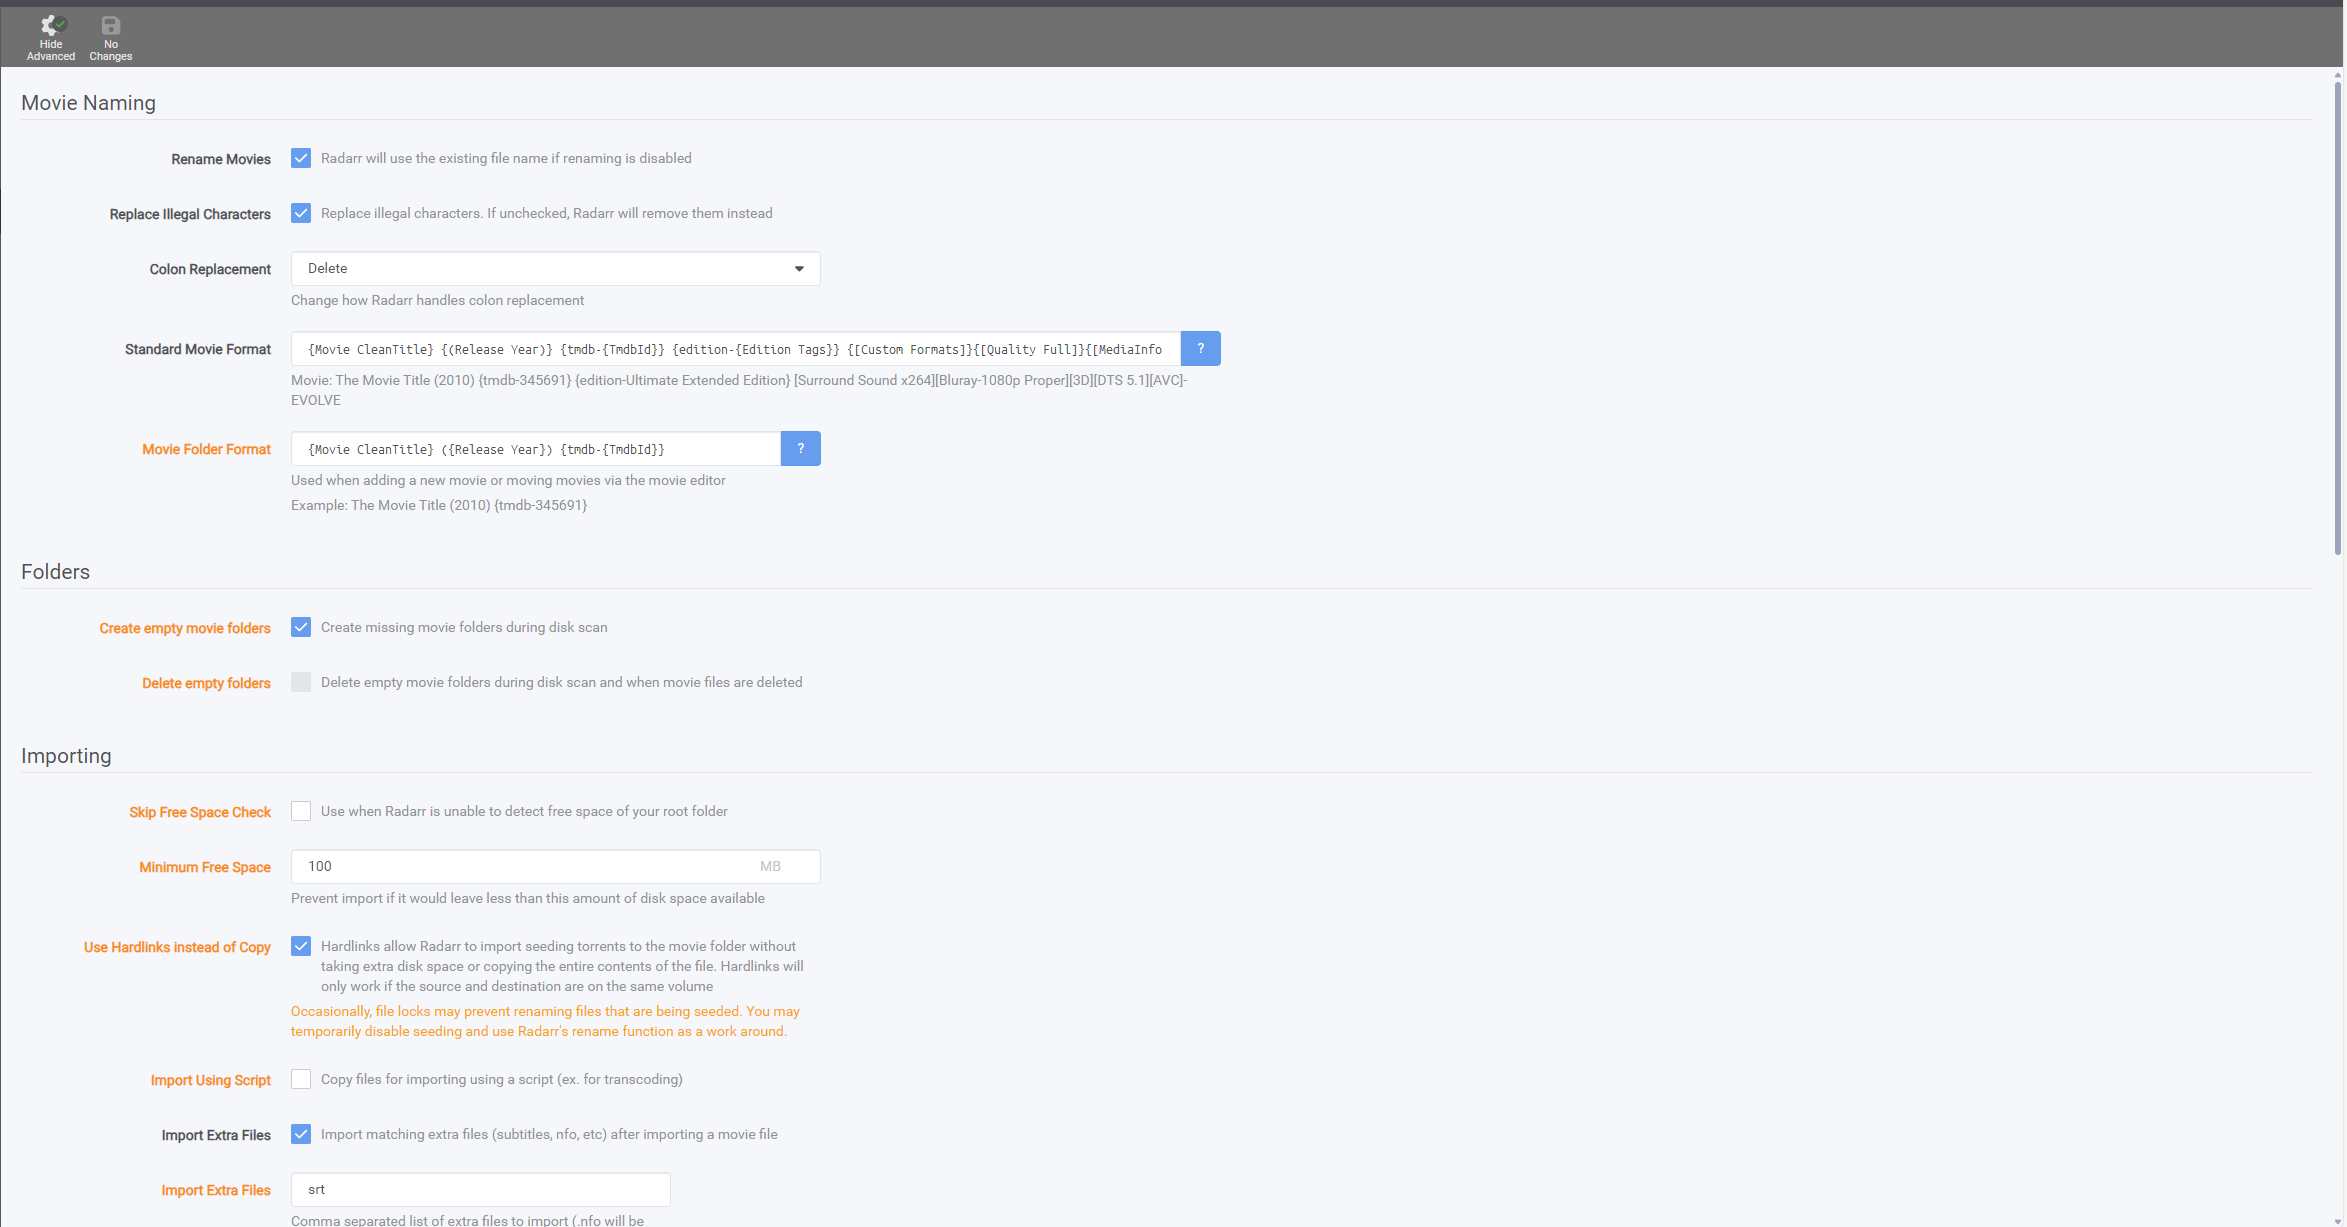 Hide
Advanced
No
Changes
Movie Naming
Rename Movies
Radarr will use the existing file name if renaming is disabled
Replace Illegal Characters
Replace illegal characters. If unchecked, Radarr will remove them instead
Colon Replacement
Delete
Change how Radarr handles colon replacement
Standard Movie Format
{Movie CleanTitle} {(Release Year)} {tmdb-{TmdbId}} {edition-{Edition Tags}} {[Custom Formats]}{[Quality Full]}{[MediaInfo
?
Movie: The Movie Title (2010) {tmdb-345691} {edition-Ultimate Extended Edition} [Surround Sound x264][Bluray-1080p Proper][3D][DTS 5.1][AVC]-
EVOLVE
Movie Folder Format
{Movie CleanTitle} ({Release Year}) {tmdb-{TmdbId}}
?
Used when adding a new movie or moving movies via the movie editor
Example: The Movie Title (2010) {tmdb-345691}
Folders
Create empty movie folders
Create missing movie folders during disk scan
Delete empty folders
Delete empty movie folders during disk scan and when movie files are deleted
Importing
Skip Free Space Check
Use when Radarr is unable to detect free space of your root folder
Minimum Free Space
100
MB
Prevent import if it would leave less than this amount of disk space available
Use Hardlinks instead of Copy
Hardlinks allow Radarr to import seeding torrents to the movie folder without
taking extra disk space or copying the entire contents of the file. Hardlinks will
only work if the source and destination are on the same volume
Occasionally, file locks may prevent renaming files that are being seeded. You may
temporarily disable seeding and use Radarr's rename function as a work around.
Import Using Script
Copy files for importing using a script (ex. for transcoding)
Import Extra Files
Import matching extra files (subtitles, nfo, etc) after importing a movie file
Import Extra Files
srt
Comma separated list of extra files to import (.nfo will be